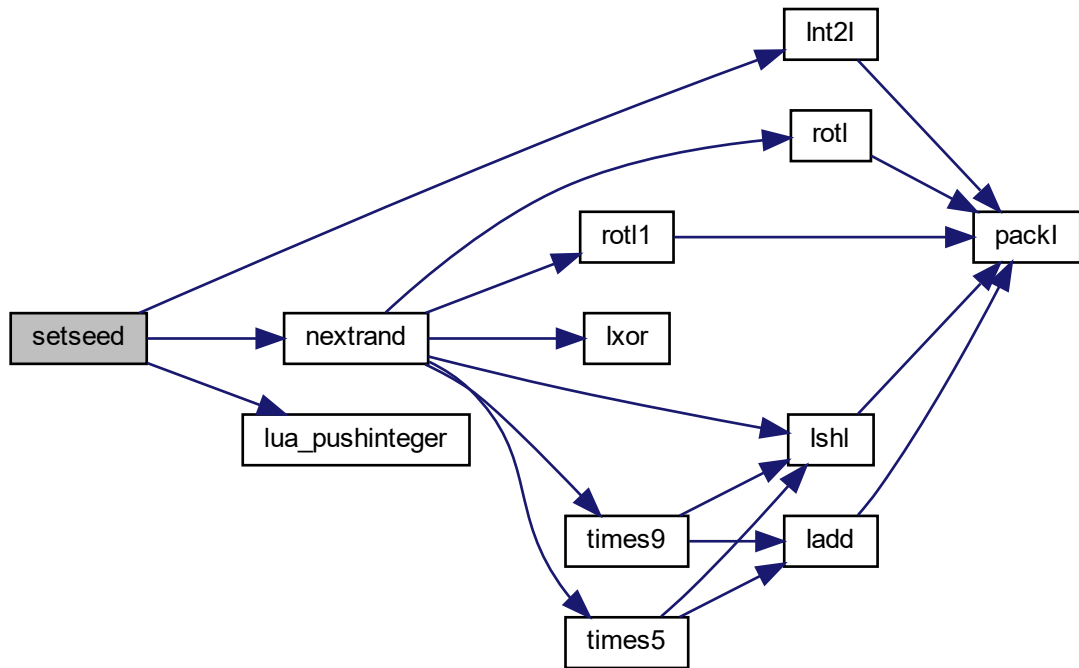 Int2I
rotl
rotl1
packI
setseed
nextrand
Ixor
lua_pushinteger
Ishl
times9
Iadd
times5